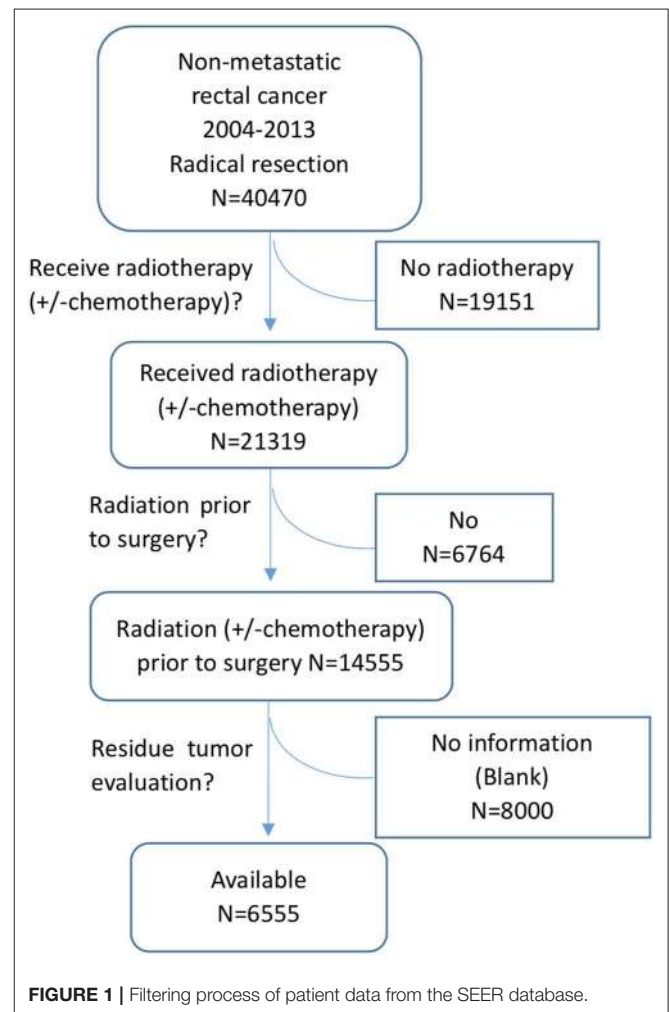 Non-metastatic
rectal cancer
2004-2013
Radical resection
N=40470
Receive radiotherapy
(+/-chemotherapy)?
No radiotherapy
N=19151
Received radiotherapy
(+/-chemotherapy)
N=21319
Radiation prior
to surgery?
No
N=6764
Radiation (+/-chemotherapy)
prior to surgery N=14555
Residue tumor
evaluation?
No information
(Blank)
N=8000
Available
N=6555
FIGURE 1 | Filtering process of patient data from the SEER database.